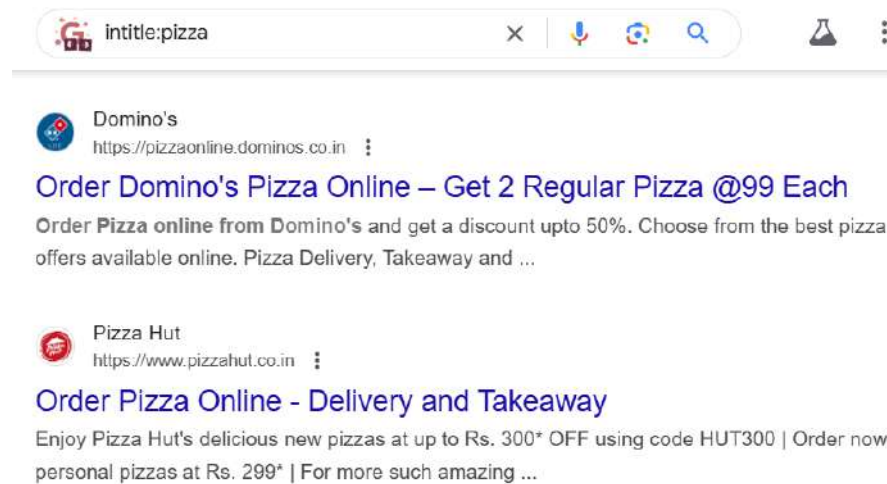 intitle:pizza
Domino's
https://pizzaonline.dominos.co.in
Order Domino's Pizza Online – Get 2 Regular Pizza @99 Each
Order Pizza online from Domino's and get a discount upto 50%. Choose from the best pizza
offers available online. Pizza Delivery, Takeaway and ...
Pizza Hut
https://www.pizzahut.co.in
Order Pizza Online - Delivery and Takeaway
Enjoy Pizza Hut's delicious new pizzas at up to Rs. 300* OFF using code HUT300 | Order now
personal pizzas at Rs. 299* | For more such amazing ...